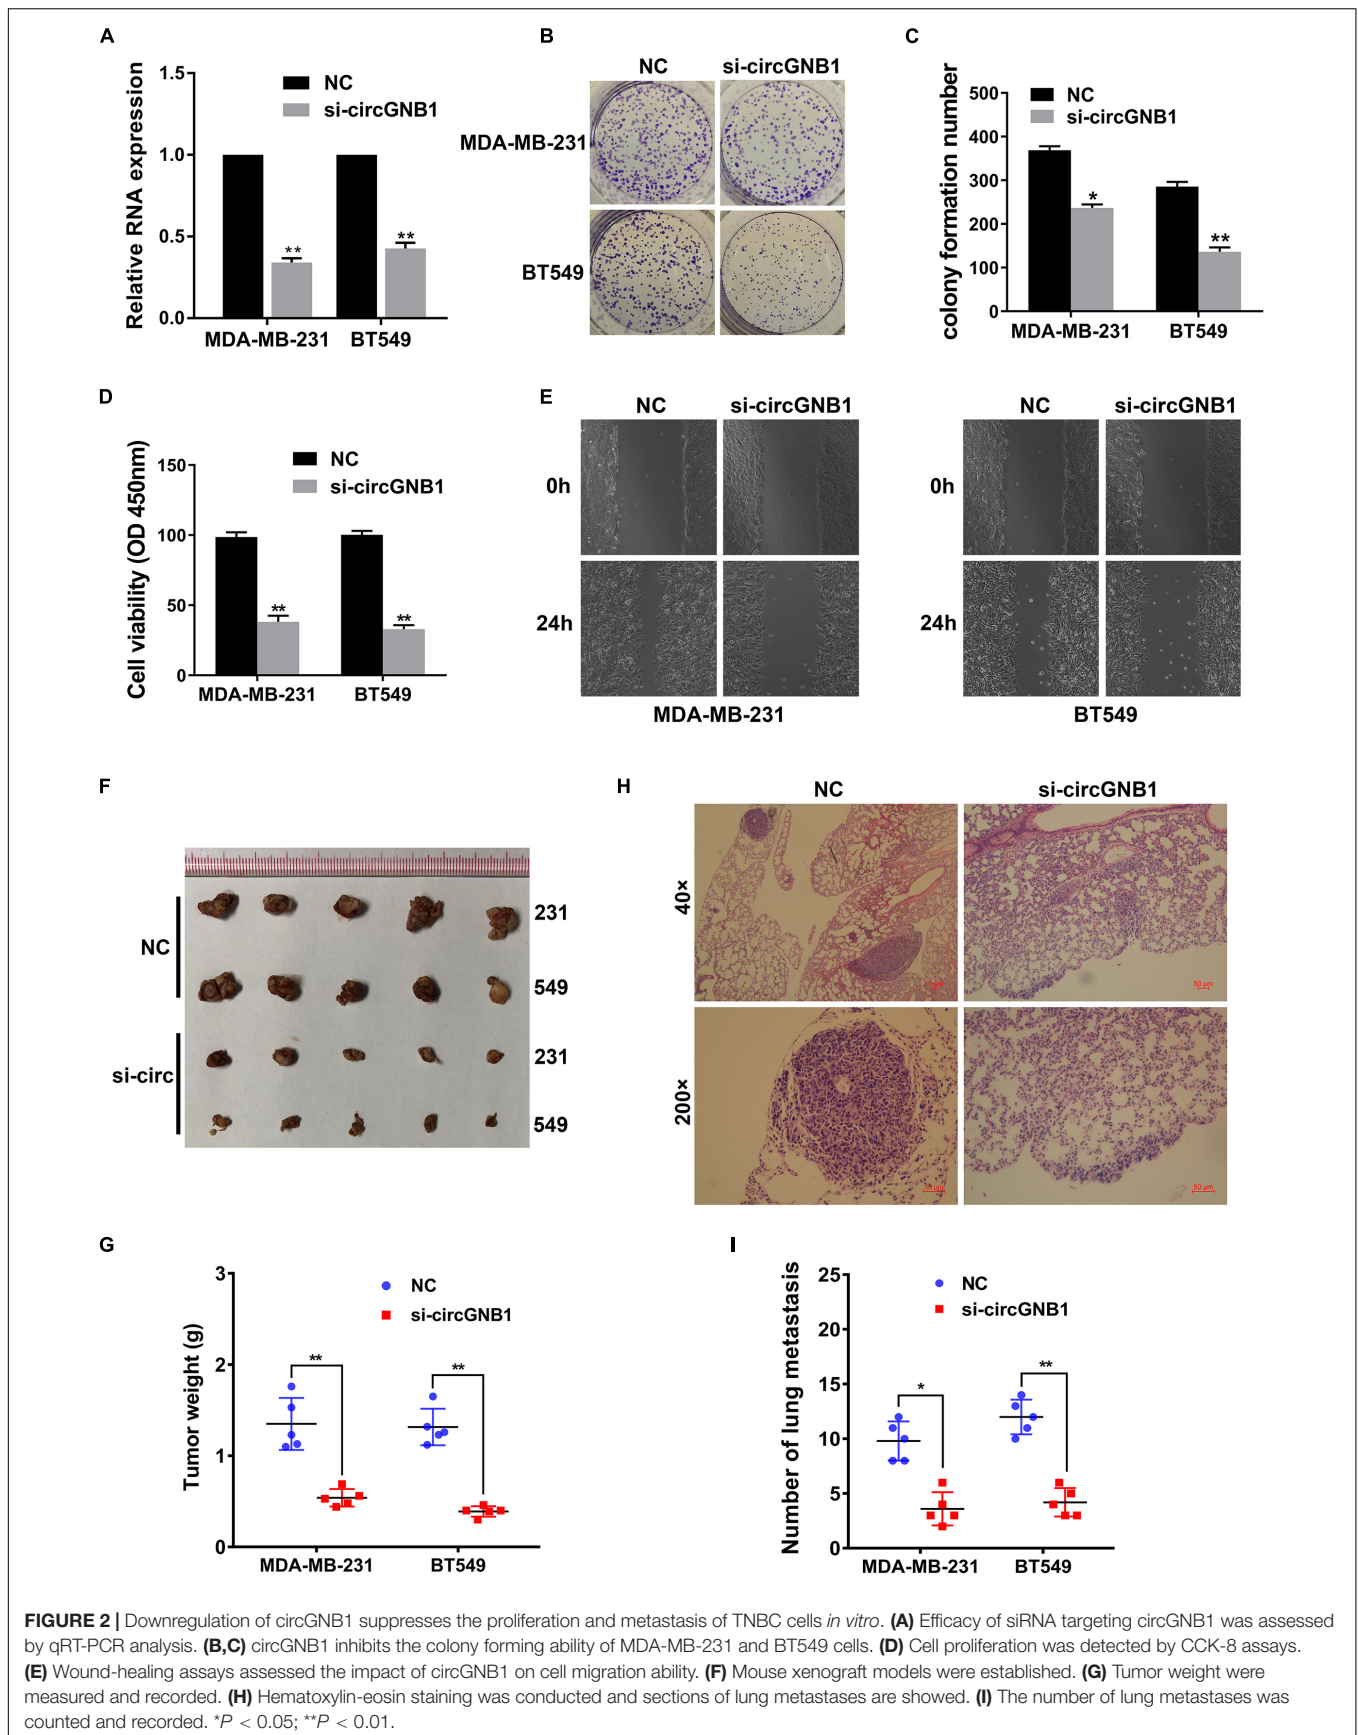 A
Relative RNA expression
1.5
1.0
0.5
0.0
NC
si-circGNB1
**
**
MDA-MB-231
BT549
B
NC
si-circGNB1
MDA-MB-231
BT549
C
colony formation number
500
400
300
200
100
0
NC
si-circGNB1
*
**
MDA-MB-231
BT549
D
Cell viability (OD 450nm)
150
100
50
0
NC
si-circGNB1
**
**
MDA-MB-231
BT549
E
NC
si-circGNB1
0h
24h
MDA-MB-231
NC
si-circGNB1
0h
24h
BT549
F
NC
si-circ
231
549
231
549
H
NC
si-circGNB1
40×
200×
50 μm
50 μm
50 μm
G
Tumor weight (g)
3
2
1
0
NC
si-circGNB1
**
**
MDA-MB-231
BT549
I
Number of lung metastasis
25
20
15
10
5
0
NC
si-circGNB1
*
**
MDA-MB-231
BT549
FIGURE 2 | Downregulation of circGNB1 suppresses the proliferation and metastasis of TNBC cells in vitro. (A) Efficacy of siRNA targeting circGNB1 was assessed
by qRT-PCR analysis. (B,C) circGNB1 inhibits the colony forming ability of MDA-MB-231 and BT549 cells. (D) Cell proliferation was detected by CCK-8 assays.
(E) Wound-healing assays assessed the impact of circGNB1 on cell migration ability. (F) Mouse xenograft models were established. (G) Tumor weight were
measured and recorded. (H) Hematoxylin-eosin staining was conducted and sections of lung metastases are showed. (I) The number of lung metastases was
counted and recorded. *P < 0.05; **P < 0.01.